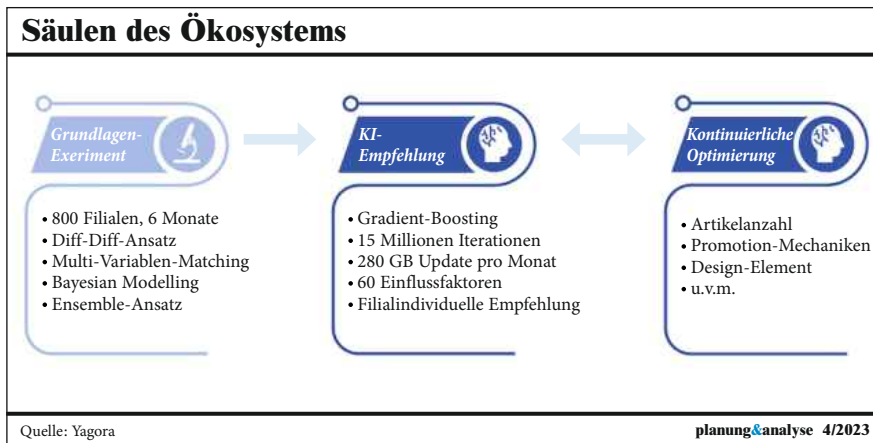 Säulen des Ökosystems
Grundlagen-
Exeriment
• 800 Filialen, 6 Monate
• Diff-Diff-Ansatz
• Multi-Variablen-Matching
• Bayesian Modelling
• Ensemble-Ansatz
KI-
Empfehlung
• Gradient-Boosting
• 15 Millionen Iterationen
• 280 GB Update pro Monat
• 60 Einflussfaktoren
• Filialindividuelle Empfehlung
Kontinuierliche
Optimierung
• Artikelanzahl
• Promotion-Mechaniken
• Design-Element
• u.v.m.
Quelle: Yagora
planung&analyse 4/2023